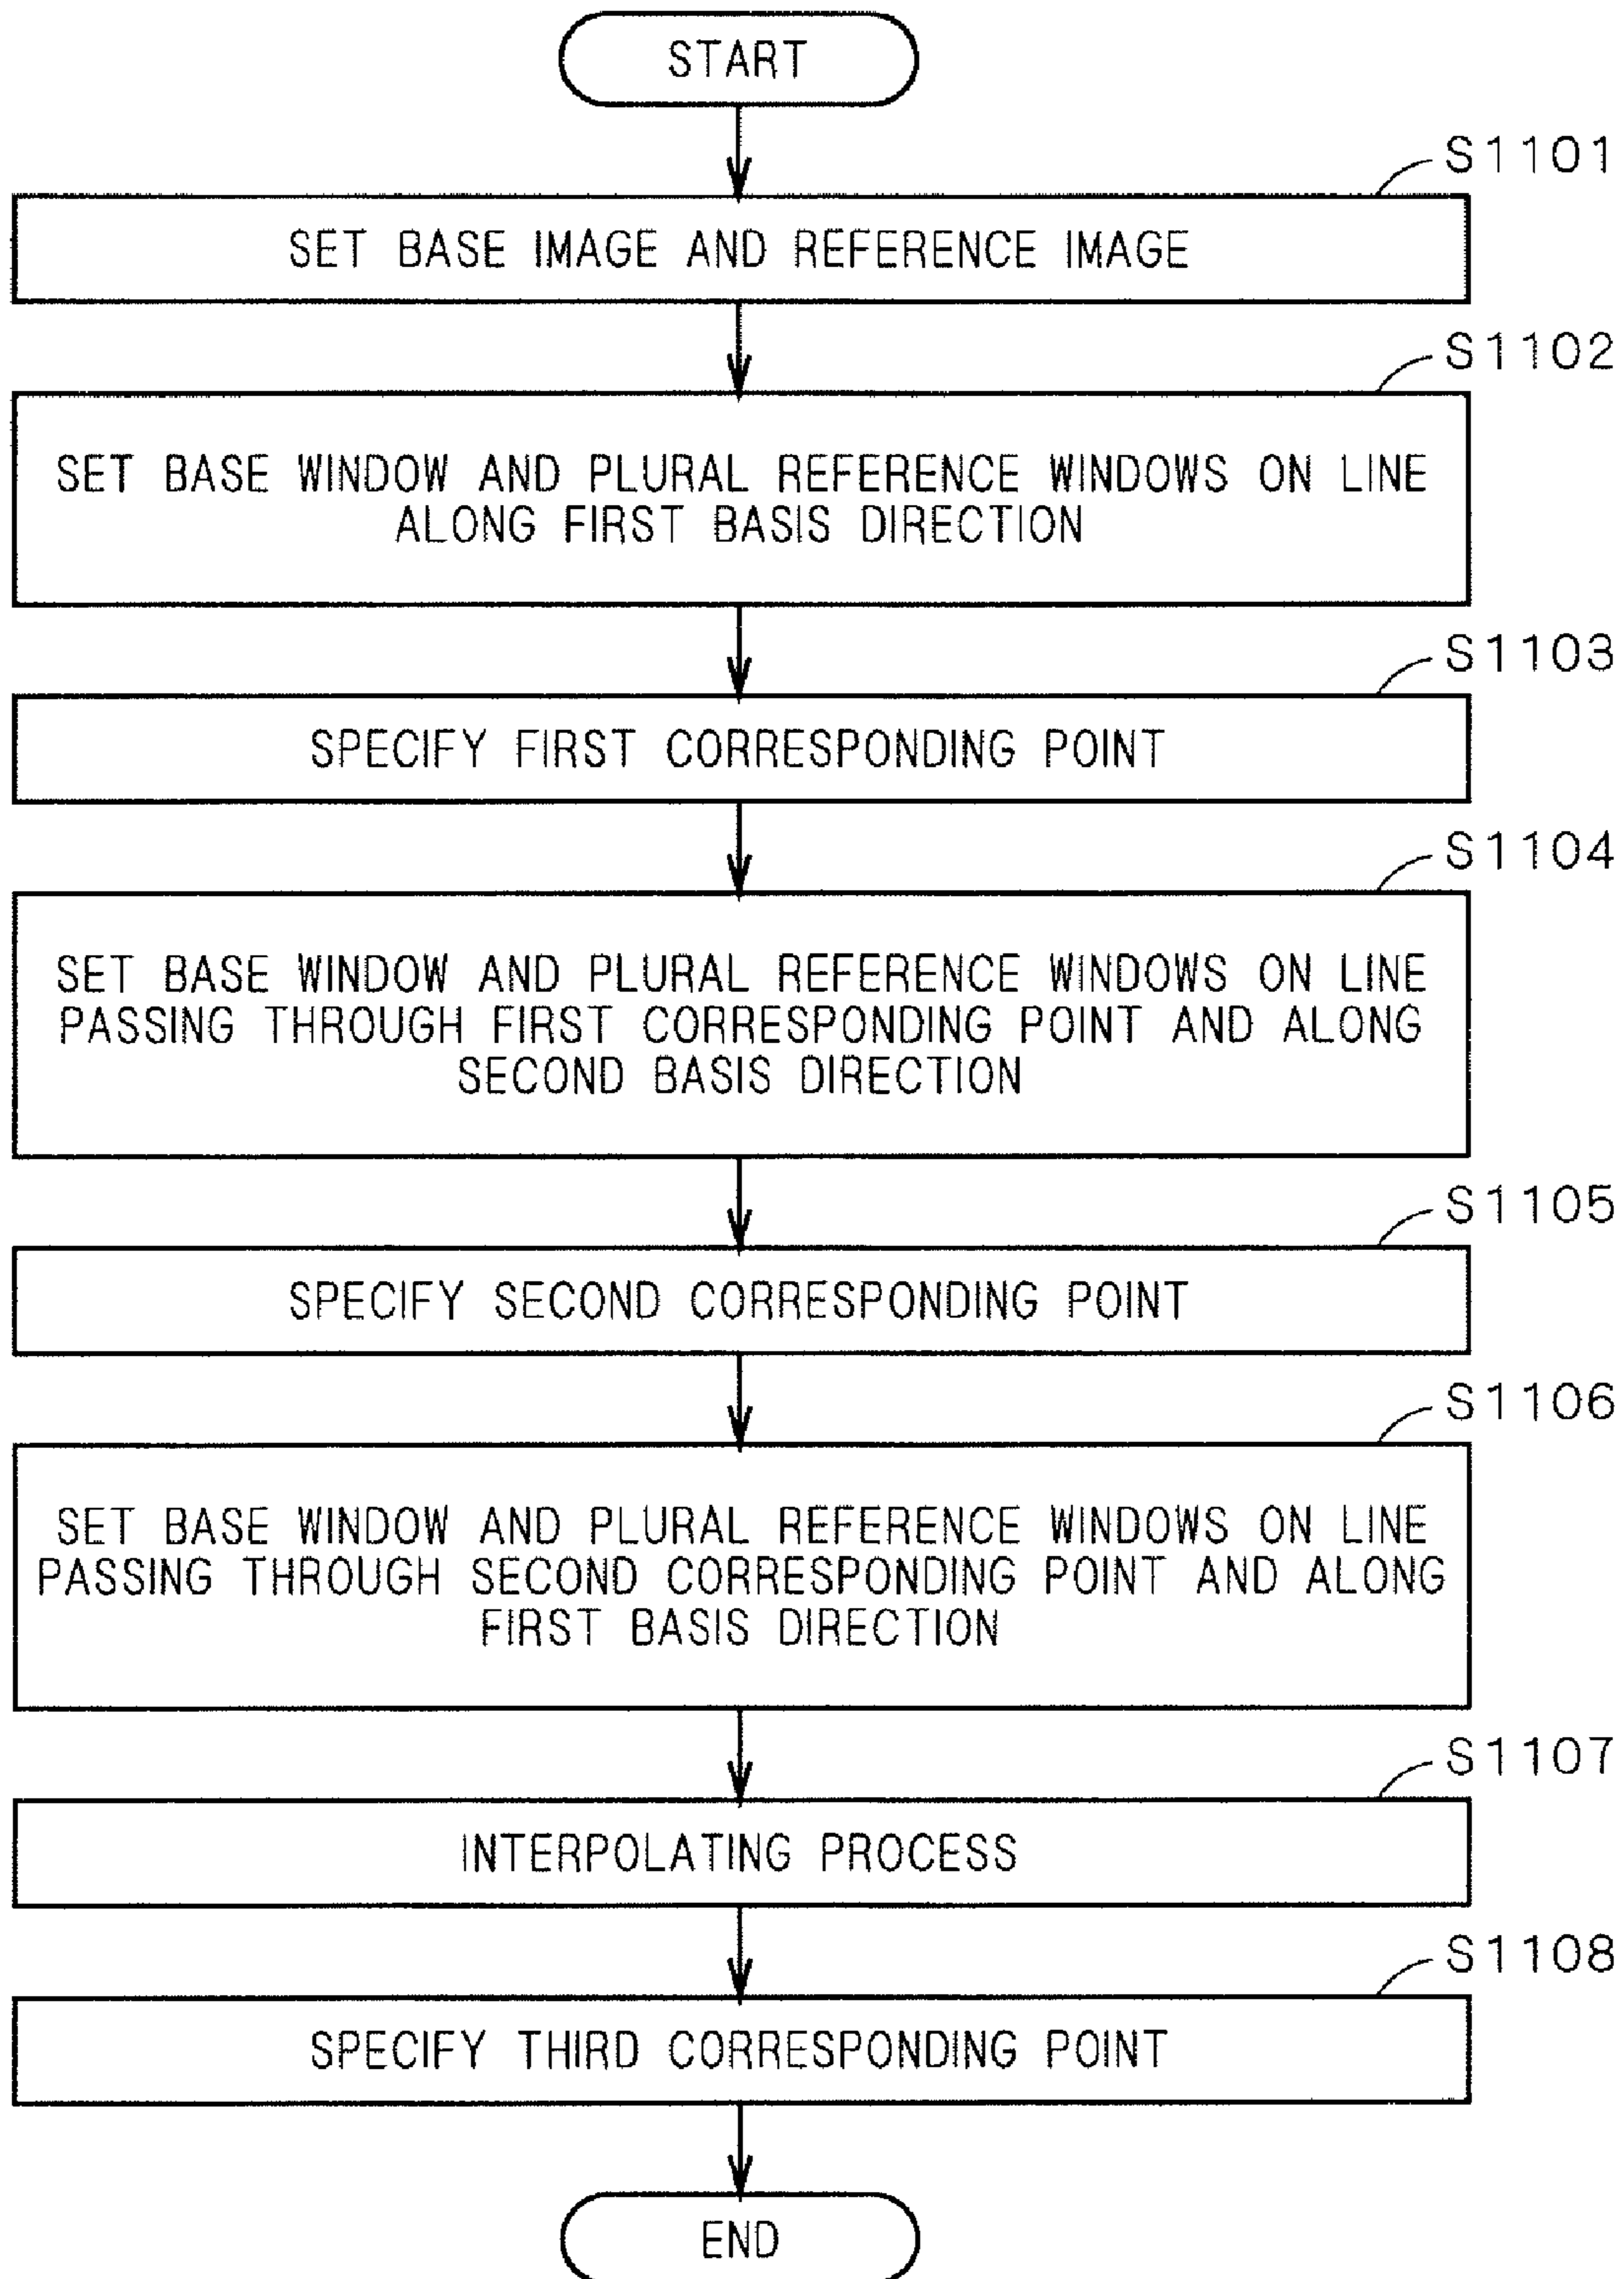 START
S1101
SET BASE IMAGE AND REFERENCE IMAGE
S1102
SET BASE WINDOW AND PLURAL REFERENCE WINDOWS ON LINE
ALONG FIRST BASIS DIRECTION
S1103
SPECIFY FIRST CORRESPONDING POINT
S1104
SET BASE WINDOW AND PLURAL REFERENCE WINDOWS ON LINE
PASSING THROUGH FIRST CORRESPONDING POINT AND ALONG
SECOND BASIS DIRECTION
S1105
SPECIFY SECOND CORRESPONDING POINT
S1106
SET BASE WINDOW AND PLURAL REFERENCE WINDOWS ON LINE
PASSING THROUGH SECOND CORRESPONDING POINT AND ALONG
FIRST BASIS DIRECTION
S1107
INTERPOLATING PROCESS
S1108
SPECIFY THIRD CORRESPONDING POINT
END